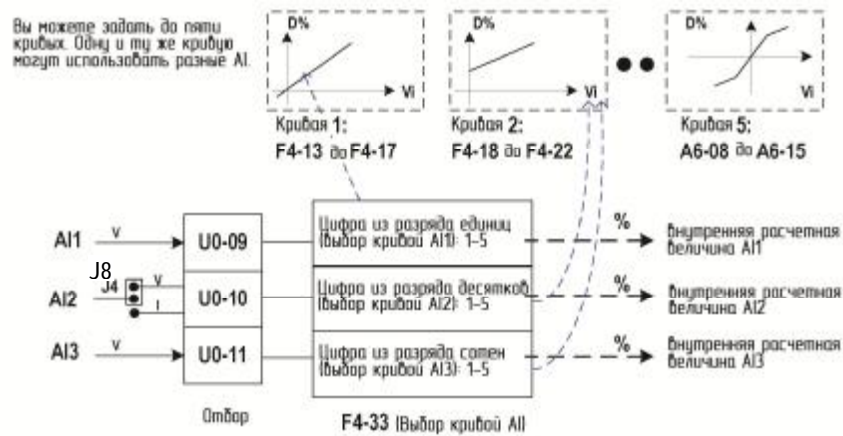 Вы можете задать до пяти
кривых. Одну и ту же кривую
могут использовать разные AI.
D%
Vi
D%
Vi
D%
Vi
Кривая 1:
F4-13 до F4-17
Кривая 2:
F4-18 до F4-22
Кривая 5:
A6-08 до A6-15
AI1
V
U0-09
Цифра из разряда единиц
(выбор кривой AI1): 1-5
%
внутренняя расчетная
величина AI1
J8
J4
AI2
V
I
U0-10
Цифра из разряда десятков
(выбор кривой AI2): 1-5
%
внутренняя расчетная
величина AI2
AI3
V
U0-11
Цифра из разряда сотен
(выбор кривой AI3): 1-5
%
внутренняя расчетная
величина AI3
Отбор
F4-33 (Выбор кривой AI)